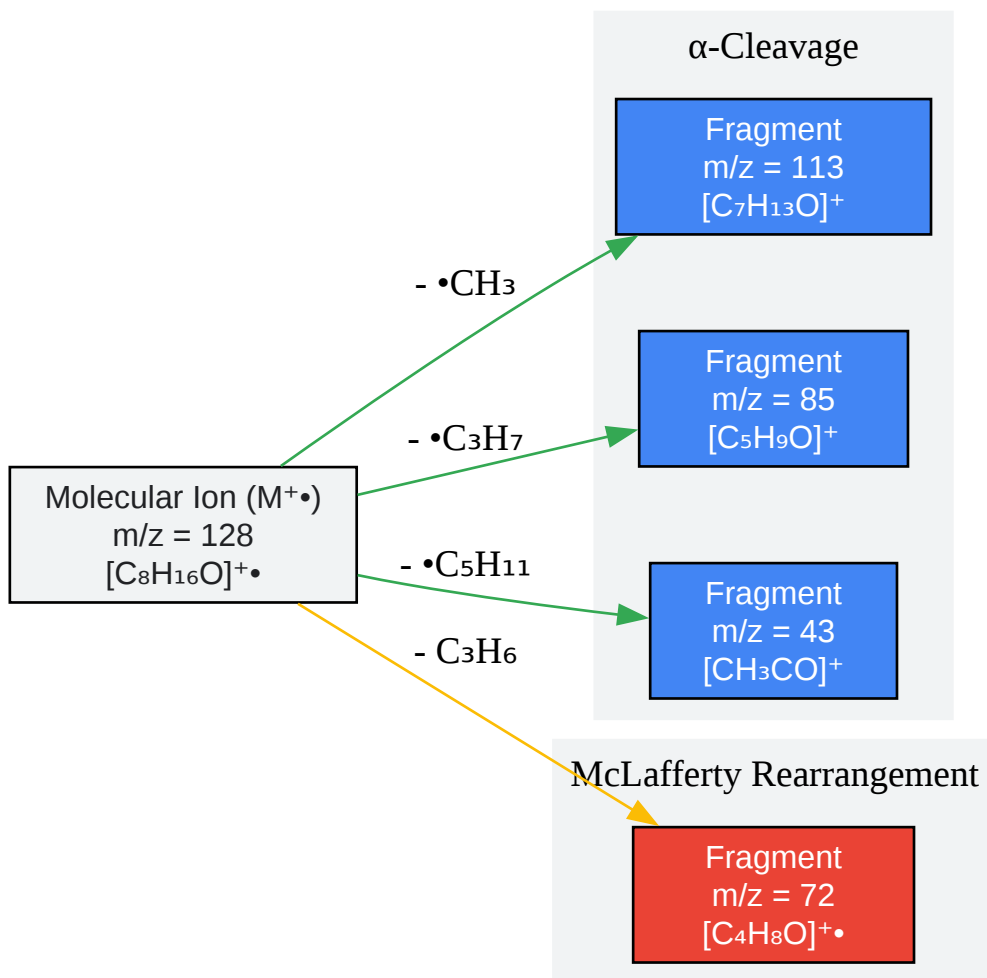 α-Cleavage
Fragment
m/z = 113
[C₇H₁₃O]⁺
- •CH₃
Fragment
m/z = 85
[C₅H₉O]⁺
- •C₃H₇
Molecular Ion (M⁺•)
m/z = 128
[C₈H₁₆O]⁺•
- •C₅H₁₁
Fragment
m/z = 43
[CH₃CO]⁺
- C₃H₆
McLafferty Rearrangement
Fragment
m/z = 72
[C₄H₈O]⁺•